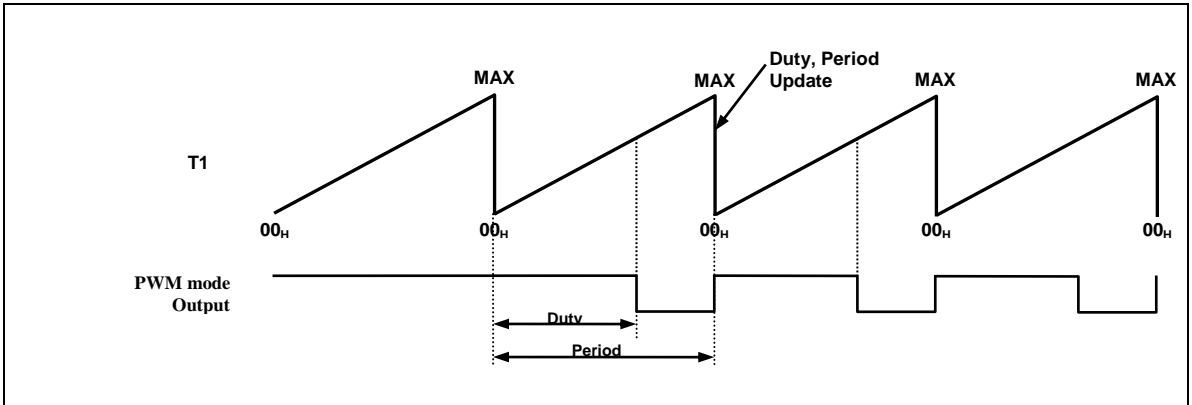 Duty, Period
Update
MAX
MAX
MAX
MAX
T1
00H
00H
00H
00H
00H
PWM mode
Output
Duty
Period